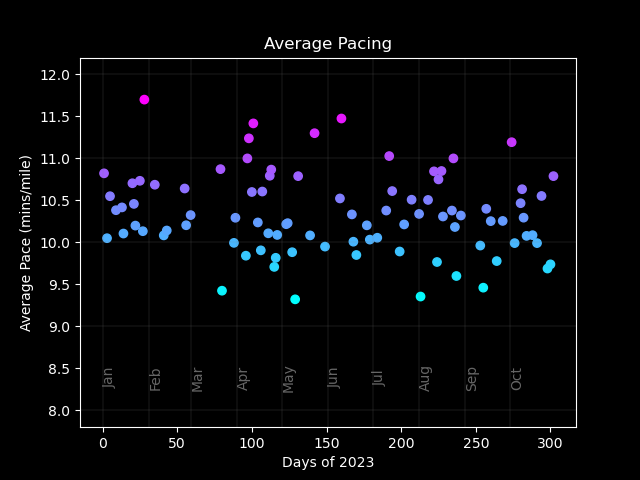 Average Pacing
Average Pace (mins/mile)
12.0
11.5
11.0
10.5
10.0
9.5
9.0
8.5
8.0
Jan
Feb
Mar
Apr
May
Jun
Jul
Aug
Sep
Oct
0 50 100 150 200 250 300
Days of 2023